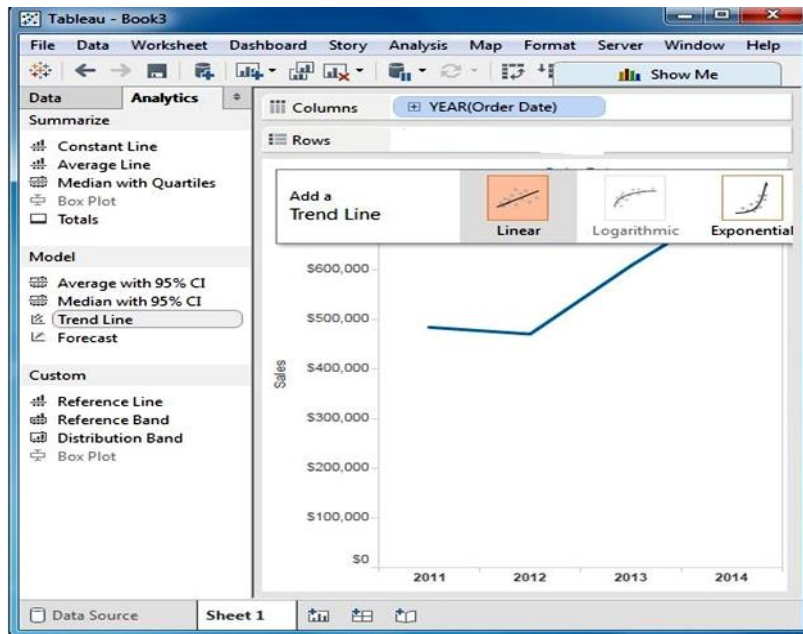 Tableau - Book3
File Data Worksheet Dashboard Story Analysis Map Format Server Window Help
Show Me
Data Analytics
Summarize
Constant Line
Average Line
Median with Quartiles
Box Plot
Totals
Model
Average with 95% CI
Median with 95% CI
Trend Line
Forecast
Custom
Reference Line
Reference Band
Distribution Band
Box Plot
Columns YEAR(Order Date)
Rows
Add a
Trend Line
Linear Logarithmic Exponential
$600,000
$500,000
$400,000
$300,000
$200,000
$100,000
$0
Sales
2011 2012 2013 2014
Data Source Sheet 1